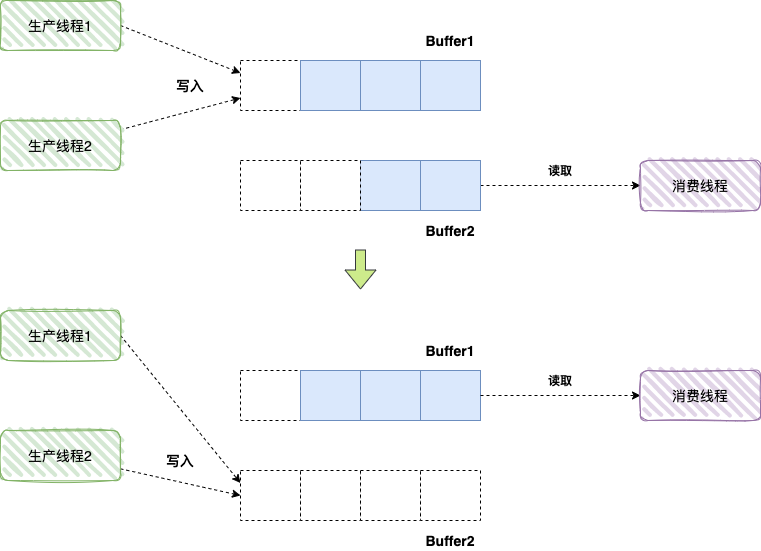 生产线程1
Buffer1
写入
生产线程2
读取
消费线程
Buffer2
生产线程1
Buffer1
读取
消费线程
生产线程2
写入
Buffer2